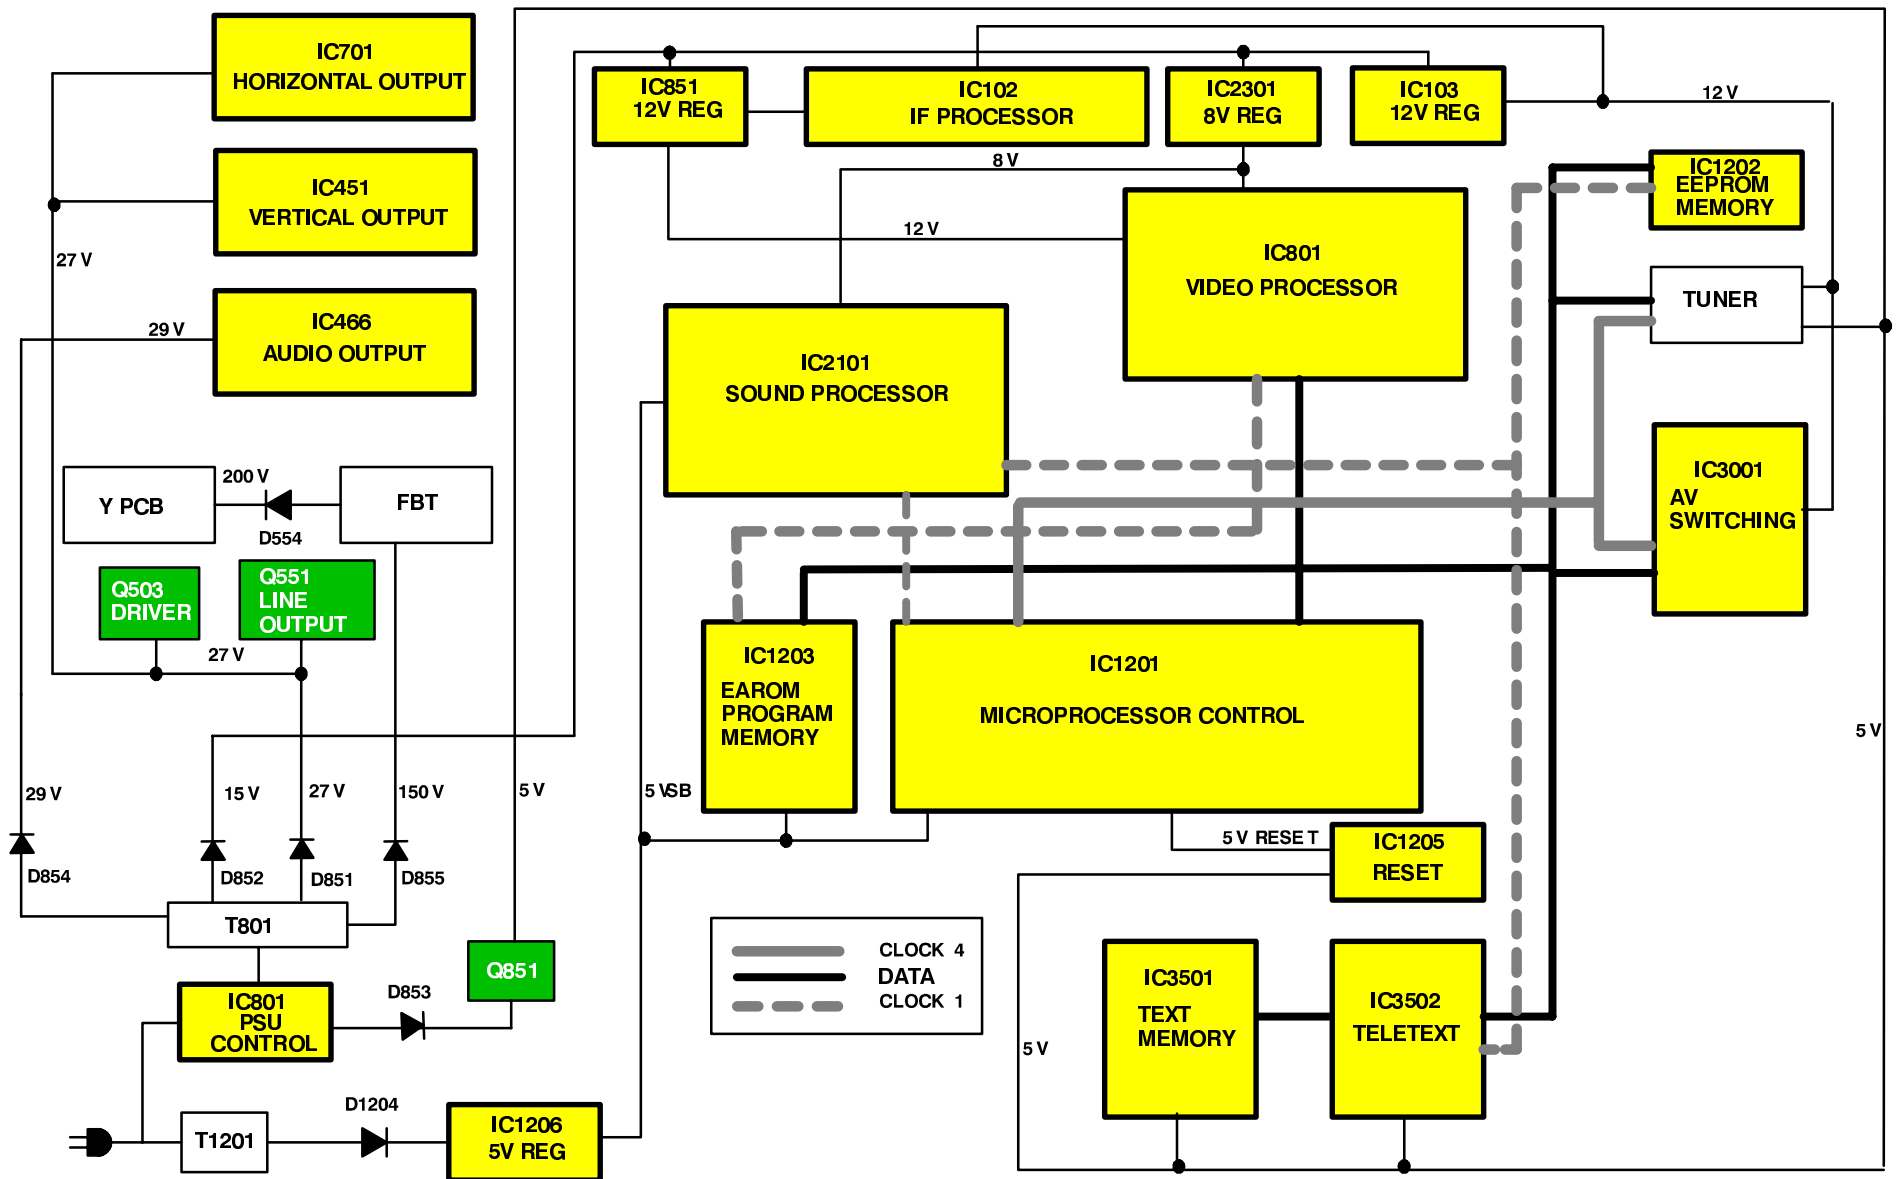 IC701
HORIZONTAL OUTPUT
IC451
VERTICAL OUTPUT
27 V
IC466
AUDIO OUTPUT
29 V
IC851
12V REG
IC102
IF PROCESSOR
IC2301
8V REG
IC103
12V REG
12 V
8 V
12 V
IC1202
EEPROM
MEMORY
IC801
VIDEO PROCESSOR
TUNER
IC2101
SOUND PROCESSOR
IC3001
AV
SWITCHING
Y PCB
200 V
D554
FBT
Q503
DRIVER
Q551
LINE
OUTPUT
27 V
IC1203
EAROM
PROGRAM
MEMORY
IC1201
MICROPROCESSOR CONTROL
5 V
29 V
15 V
27 V
150 V
5 V
5 VSB
D854
D852
D851
D855
5 V RESET
IC1205
RESET
T801
Q851
CLOCK 4
DATA
CLOCK 1
IC3501
TEXT
MEMORY
IC3502
TELETEXT
5 V
IC801
PSU
CONTROL
D853
T1201
D1204
IC1206
5V REG